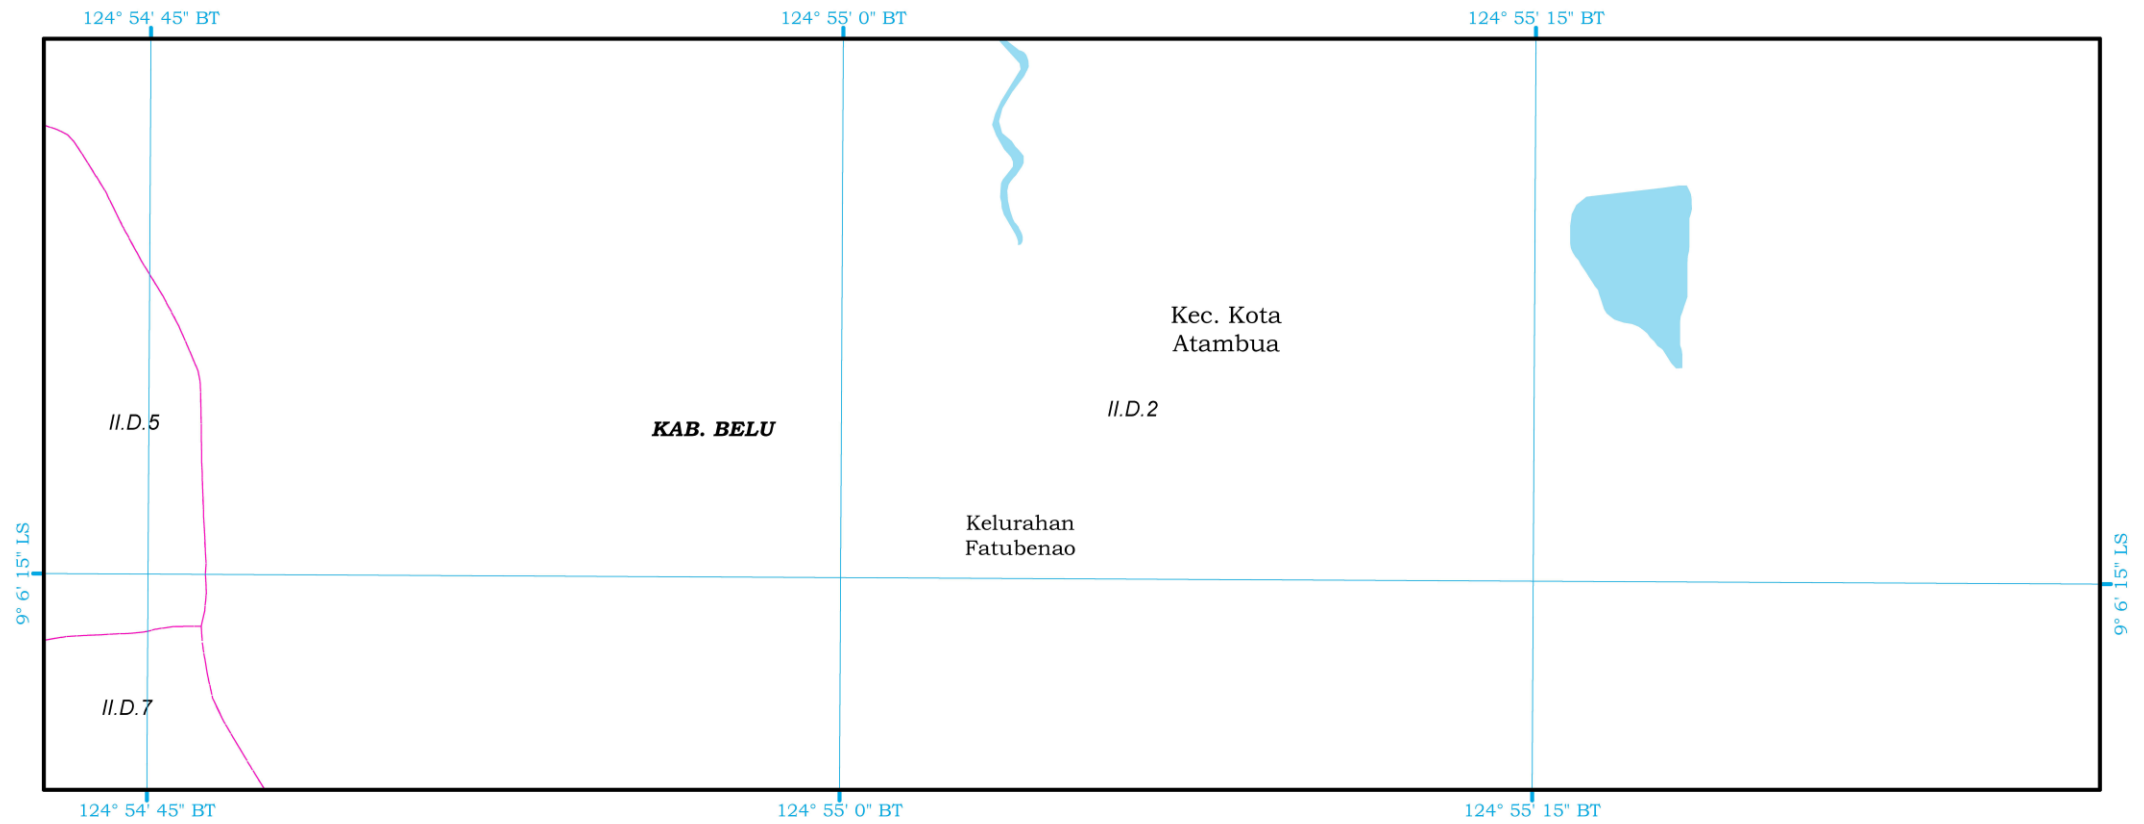 124° 54' 45" BT
124° 55' 0" BT
124° 55' 15" BT
Kec. Kota
Atambua
II.D.2
II.D.5
KAB. BELU
Kelurahan
Fatubenao
9° 6' 15" LS
9° 6' 15" LS
II.D.7
124° 54' 45" BT
124° 55' 0" BT
124° 55' 15" BT